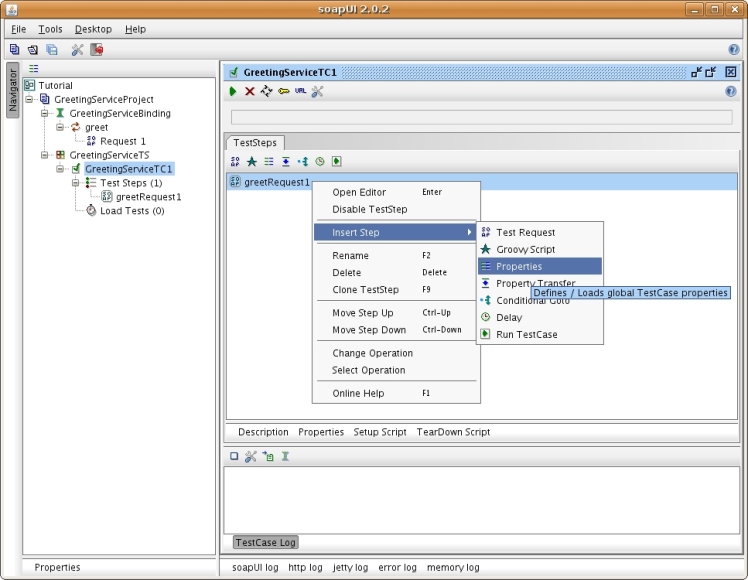 soapUI 2.0.2
File Tools Desktop Help
Navigator
Tutorial
GreetingServiceProject
GreetingServiceBinding
greet
Request 1
GreetingServiceTS
GreetingServiceTC1
Test Steps (1)
greetRequest1
Load Tests (0)
Properties
GreetingServiceTC1
URL
TestSteps
greetRequest1
Open Editor Enter
Disable TestStep
Insert Step
Rename F2
Delete Delete
Clone TestStep F9
Move Step Up Ctrl-Up
Move Step Down Ctrl-Down
Change Operation
Select Operation
Online Help F1
Test Request
Groovy Script
Properties
Property Transfer
Defines / Loads global TestCase properties
Conditional Goto
Delay
Run TestCase
Description Properties Setup Script TearDown Script
TestCase Log
soapUI log http log jetty log error log memory log